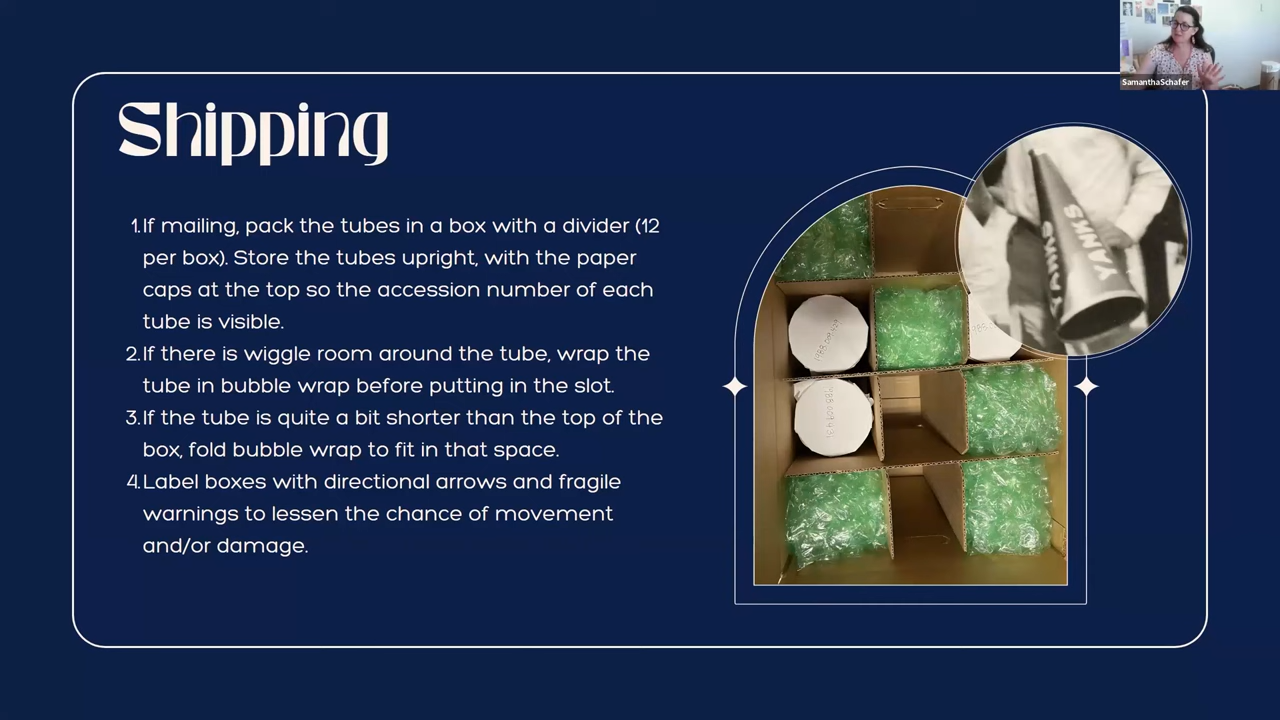 SamanthaSchafer
Shipping
1. If mailing, pack the tubes in a box with a divider (12
per box). Store the tubes upright, with the paper
caps at the top so the accession number of each
tube is visible.
2. If there is wiggle room around the tube, wrap the
tube in bubble wrap before putting in the slot.
3. If the tube is quite a bit shorter than the top of the
box, fold bubble wrap to fit in that space.
4. Label boxes with directional arrows and fragile
warnings to lessen the chance of movement
and/or damage.
YANKS
YANKS